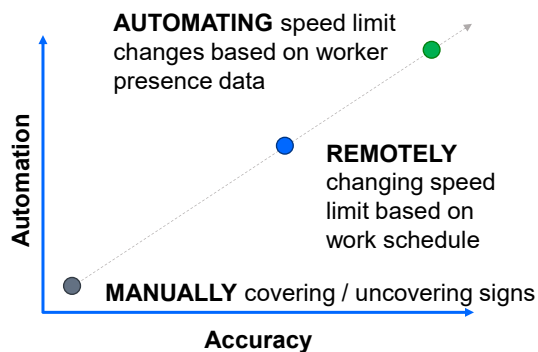 AUTOMATING speed limit
changes based on worker
presence data
REMOTELY
changing speed
limit based on
work schedule
MANUALLY covering / uncovering signs
Automation
Accuracy